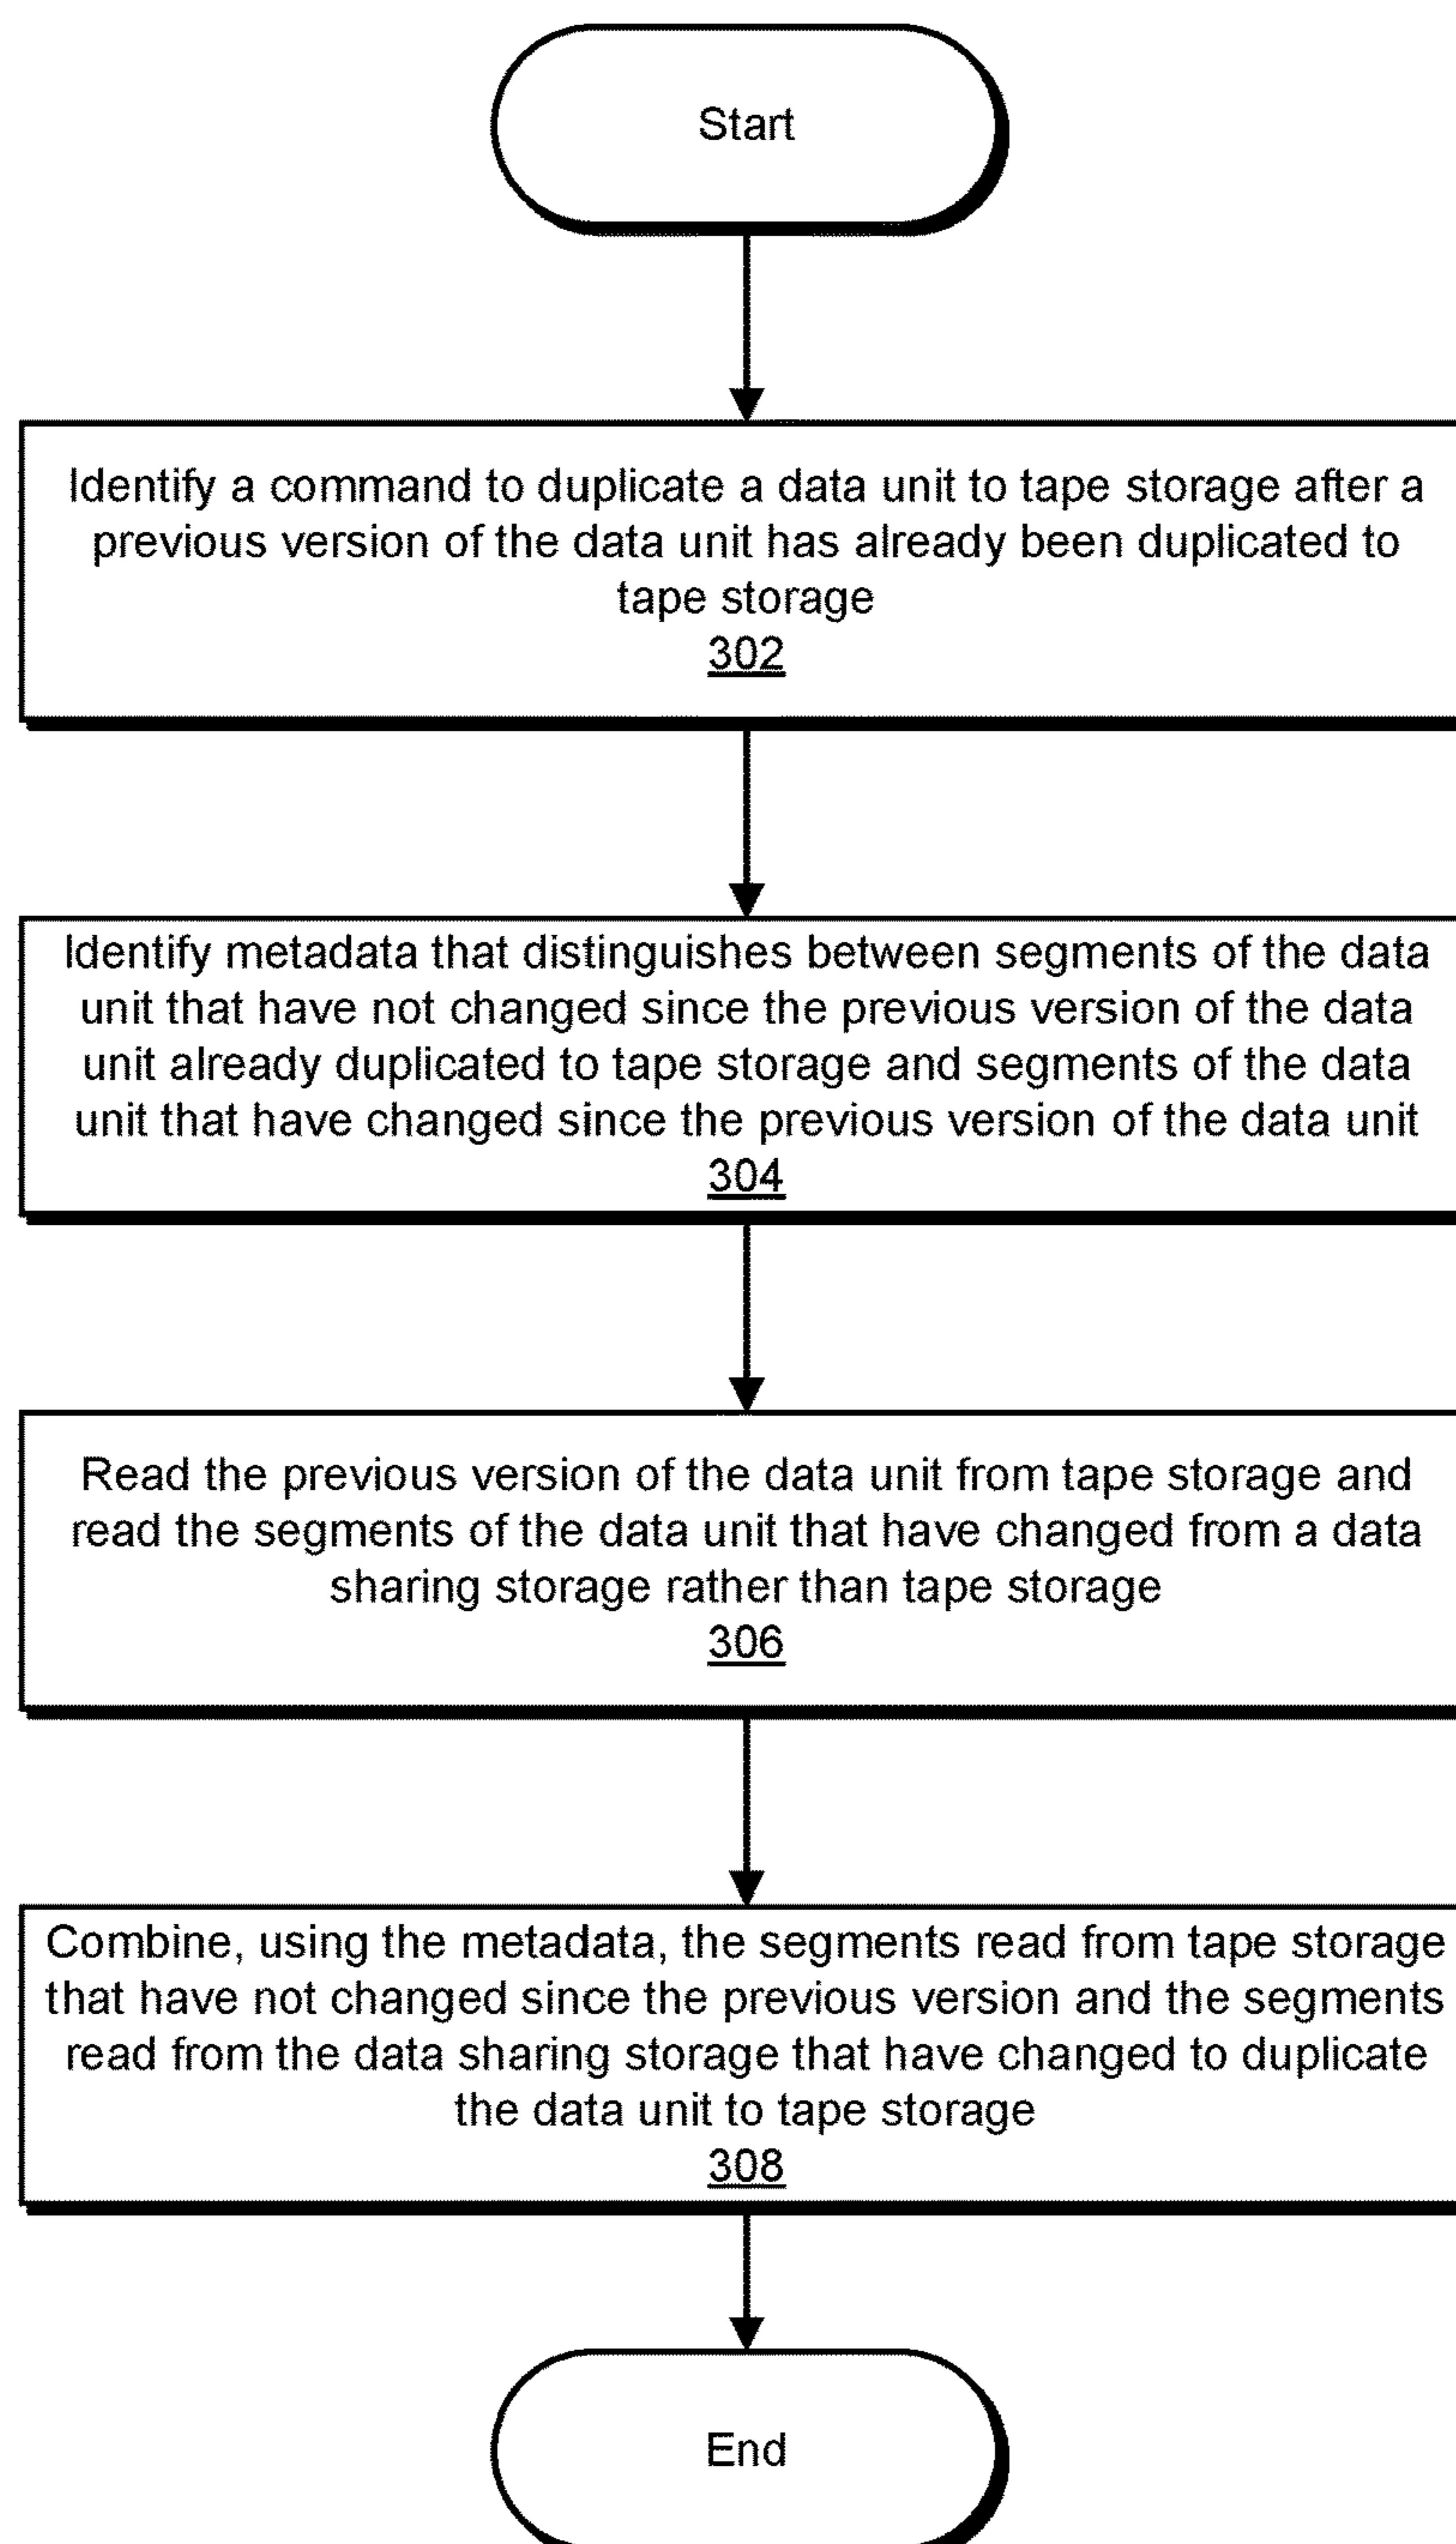 Start
Identify a command to duplicate a data unit to tape storage after a
previous version of the data unit has already been duplicated to
tape storage
302
Identify metadata that distinguishes between segments of the data
unit that have not changed since the previous version of the data
unit already duplicated to tape storage and segments of the data
unit that have changed since the previous version of the data unit
304
Read the previous version of the data unit from tape storage and
read the segments of the data unit that have changed from a data
sharing storage rather than tape storage
306
Combine, using the metadata, the segments read from tape storage
that have not changed since the previous version and the segments
read from the data sharing storage that have changed to duplicate
the data unit to tape storage
308
End